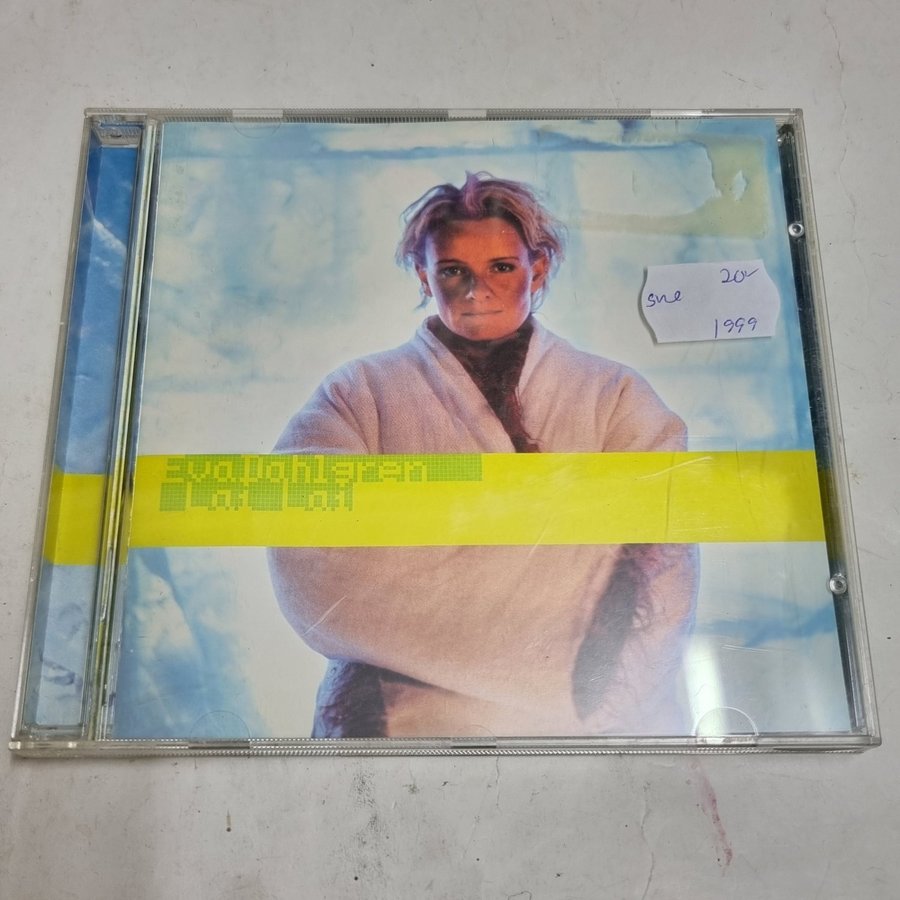 20:-
sne
1999
Eva Dahlgren